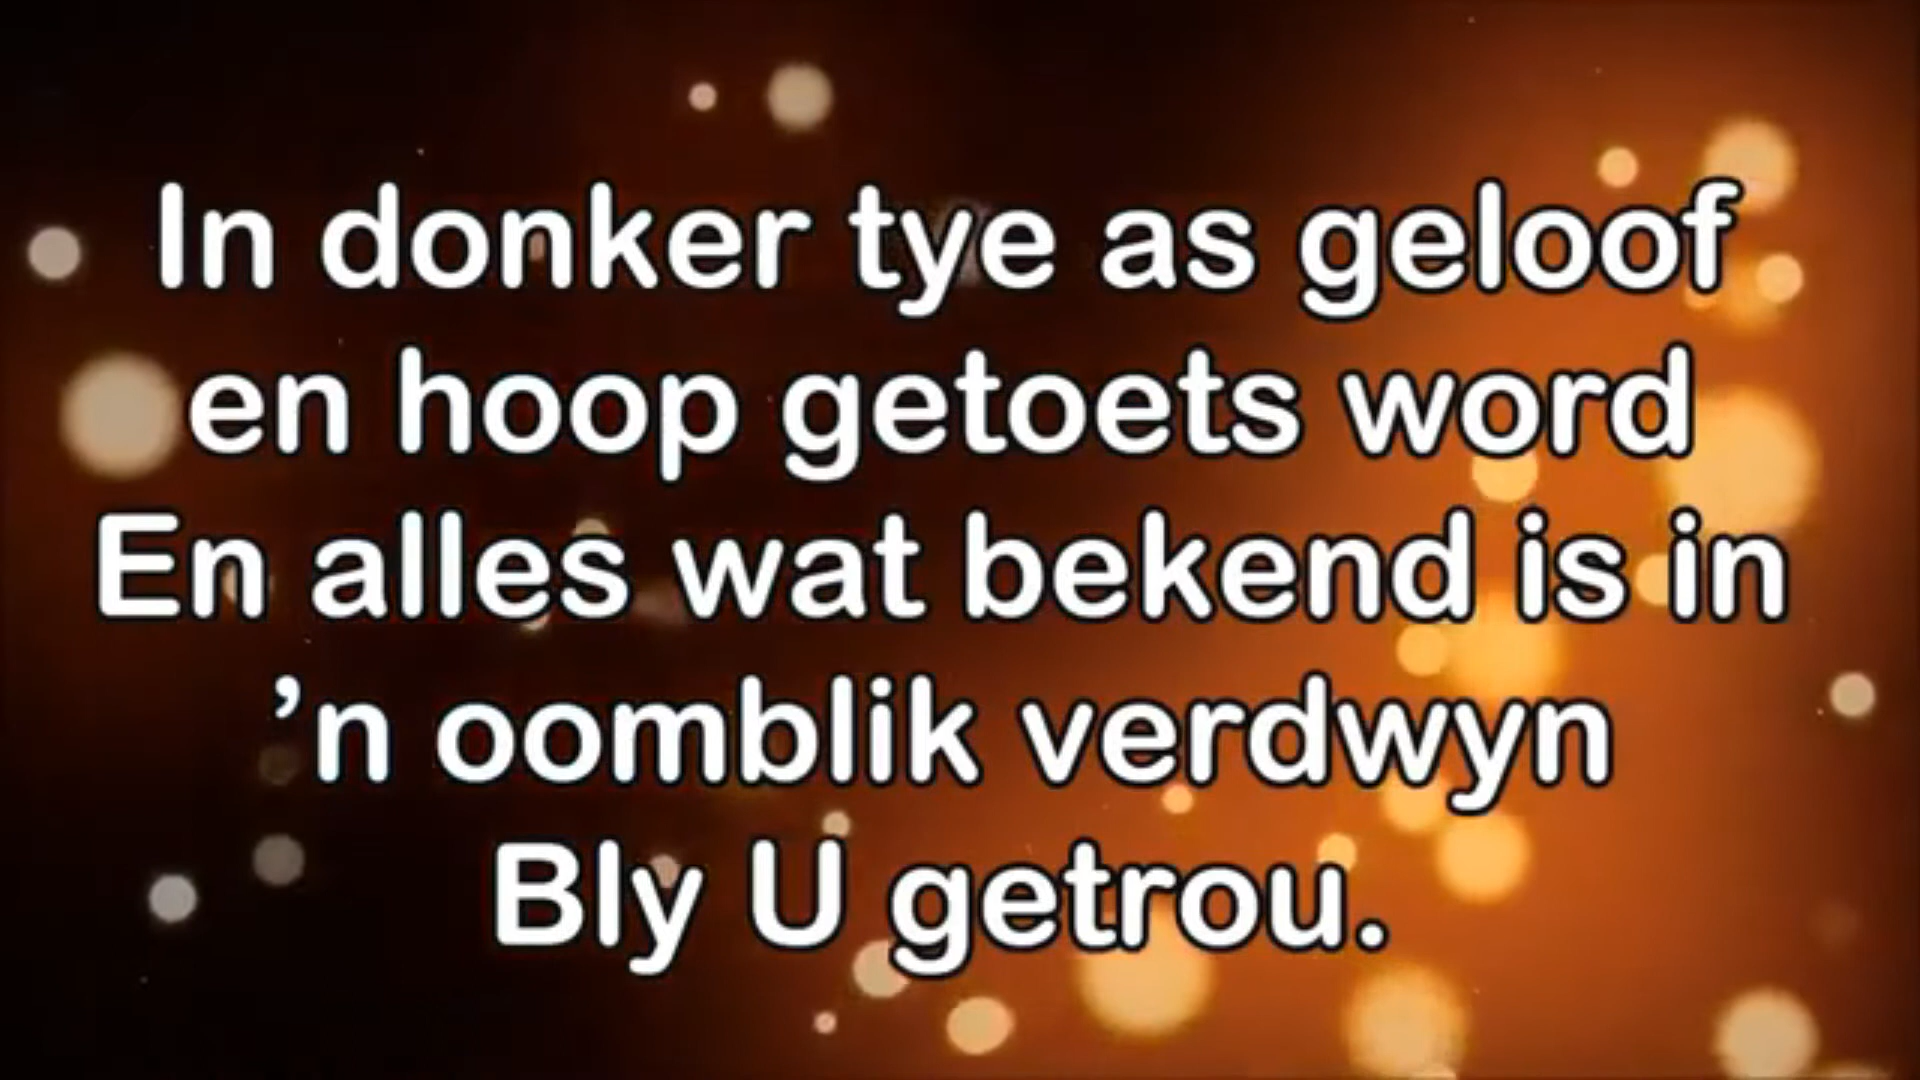 In donker tye as geloof
en hoop getoets word
En alles wat bekend is in
’n oomblik verdwyn
Bly U getrou.